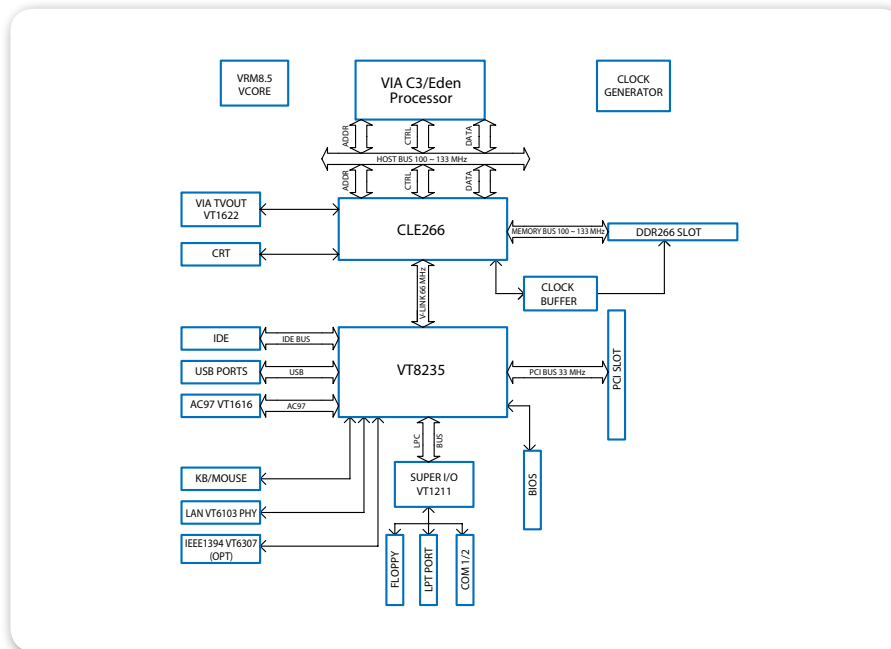 VRM8.5
VCORE
VIA C3/Eden
Processor
CLOCK
GENERATOR
ADDR
CTRL
DATA
HOST BUS 100 – 133 MHz
ADDR
CTRL
DATA
VIA TVOUT
VT1622
CLE266
MEMORY BUS 100 – 133 MHz
DDR266 SLOT
CRT
V-LINK 66 MHz
CLOCK
BUFFER
IDE
IDE BUS
USB PORTS
USB
VT8235
PCI BUS 33 MHz
PCI SLOT
AC97 VT1616
AC97
LPC
BUS
KB/MOUSE
SUPER I/O
VT1211
BIOS
LAN VT6103 PHY
IEEE1394 VT6307
(OPT)
FLOPPY
LPT PORT
COM 1/2